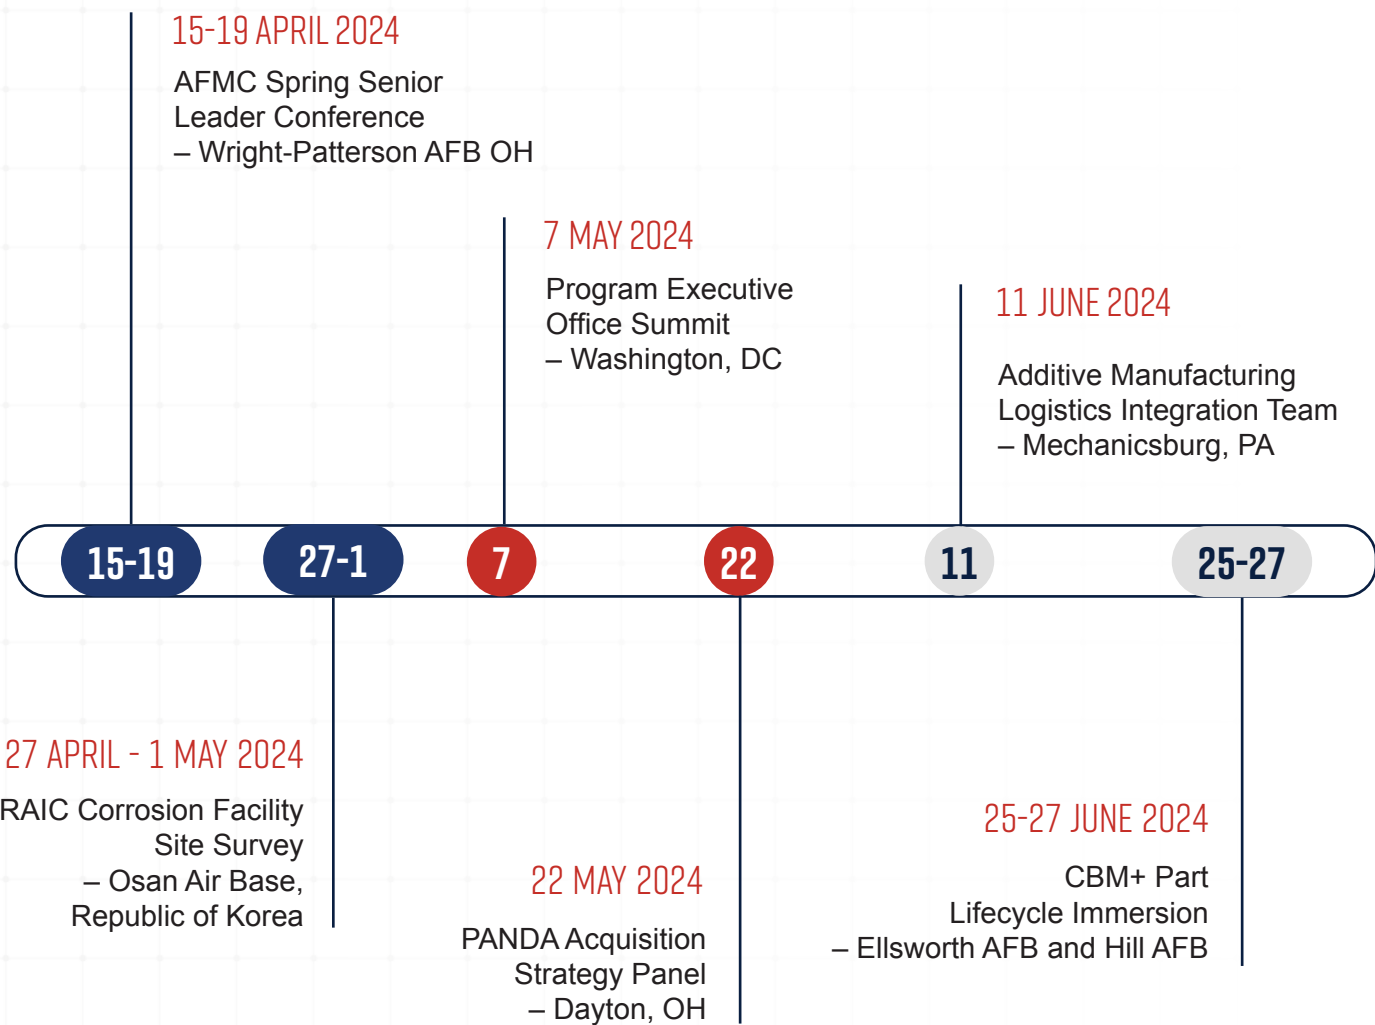 15-19 APRIL 2024
AFMC Spring Senior
Leader Conference
– Wright-Patterson AFB OH
7 MAY 2024
Program Executive
Office Summit
– Washington, DC
11 JUNE 2024
Additive Manufacturing
Logistics Integration Team
– Mechanicsburg, PA
15-19
27-1
7
22
11
25-27
27 APRIL - 1 MAY 2024
RAIC Corrosion Facility
Site Survey
– Osan Air Base,
Republic of Korea
22 MAY 2024
PANDA Acquisition
Strategy Panel
– Dayton, OH
25-27 JUNE 2024
CBM+ Part
Lifecycle Immersion
– Ellsworth AFB and Hill AFB